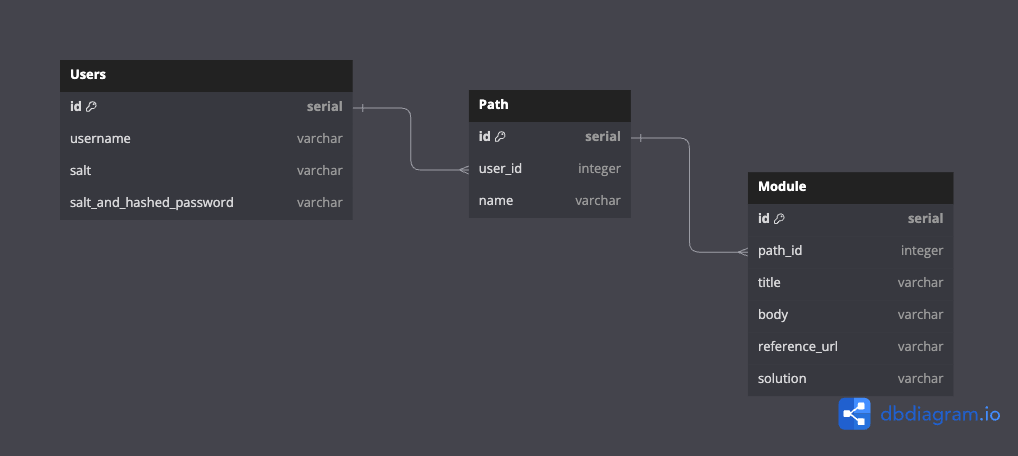 Users
id serial
username varchar
salt varchar
salt_and_hashed_password varchar
Path
id serial
user_id integer
name varchar
Module
id serial
path_id integer
title varchar
body varchar
reference_url varchar
solution varchar
dbdiagram.io